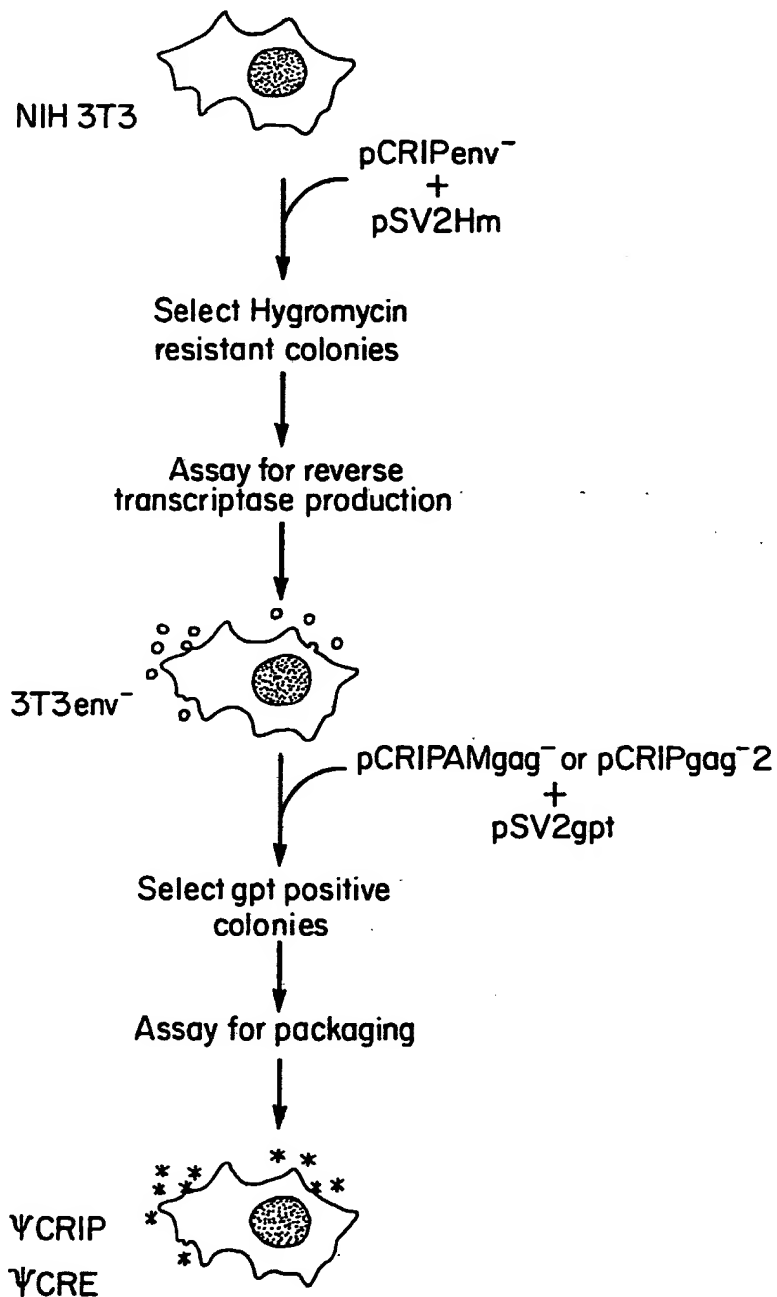 NIH 3T3
pCRIPenv⁻
+
pSV2Hm
Select Hygromycin
resistant colonies
Assay for reverse
transcriptase production
3T3env⁻
pCRIPAMgag⁻ or pCRIPgag⁻2
+
pSV2gpt
Select gpt positive
colonies
Assay for packaging
ΨCRIP
ΨCRE